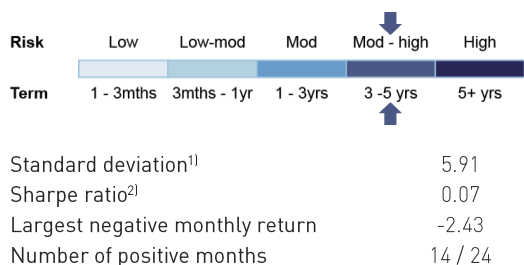 Risk Low Low-mod Mod Mod - high High
Term 1 - 3mths 3mths - 1yr 1 - 3yrs 3 -5 yrs 5+ yrs
Standard deviation1) 5.91
Sharpe ratio2) 0.07
Largest negative monthly return -2.43
Number of positive months 14 / 24